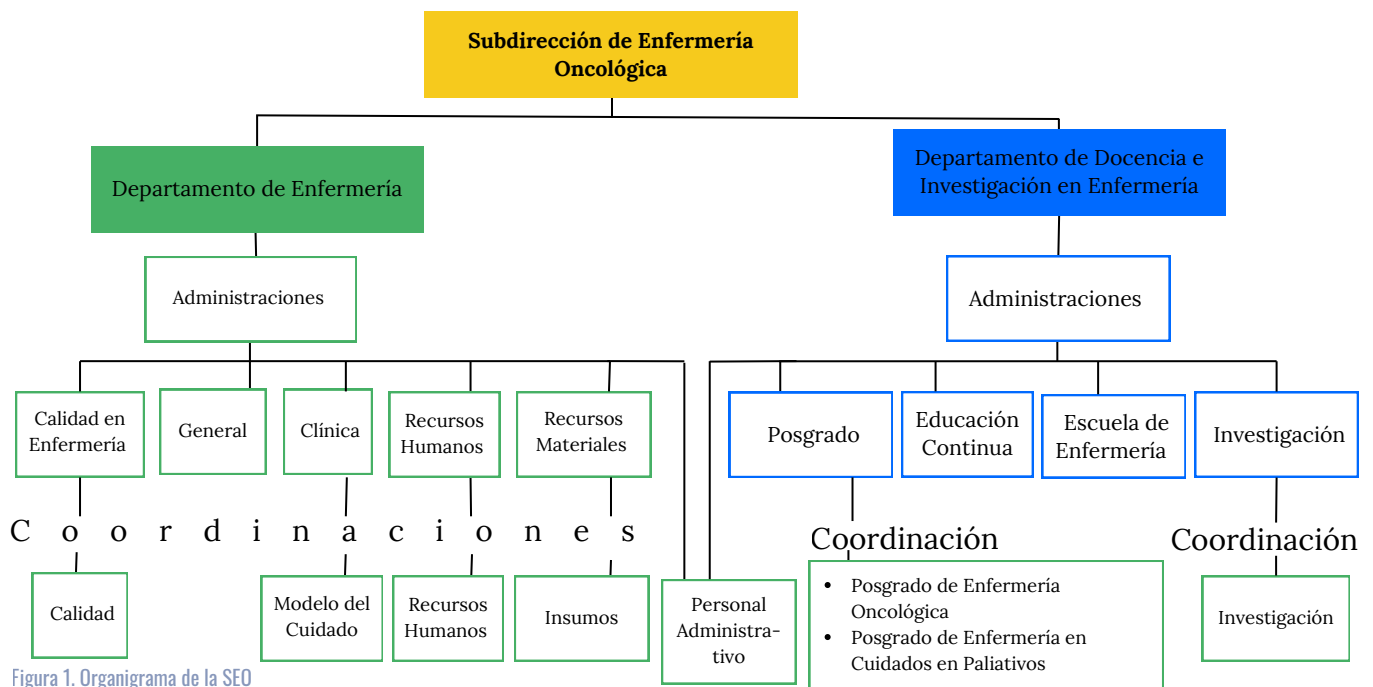 Subdirección de Enfermería
Oncológica
Departamento de Enfermería
Departamento de Docencia e
Investigación en Enfermería
Administraciones
Administraciones
Calidad en
Enfermería
General
Clínica
Recursos
Humanos
Recursos
Materiales
Posgrado
Educación
Continua
Escuela de
Enfermería
Investigación
C o o r d i n a c i o n e s
Coordinación
Coordinación
Calidad
Modelo del
Cuidado
Recursos
Humanos
Insumos
Personal
Administra-
tivo
• Posgrado de Enfermería
Oncológica
• Posgrado de Enfermería en
Cuidados en Paliativos
Investigación
Figura 1. Organigrama de la SEO